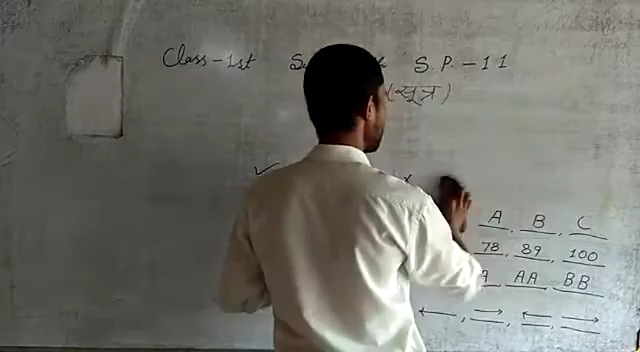 Class-1st S.P.-11
(सूत्र)
✓
A, B, C
78, 89, 100
A, AA, BB
←, →, ←, →